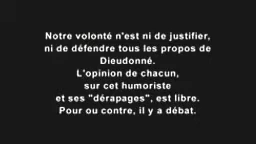 Notre volonté n'est ni de justifier,
ni de défendre tous les propos de
Dieudonné.
L'opinion de chacun,
sur cet humoriste
et ses "dérapages", est libre.
Pour ou contre, il y a débat.